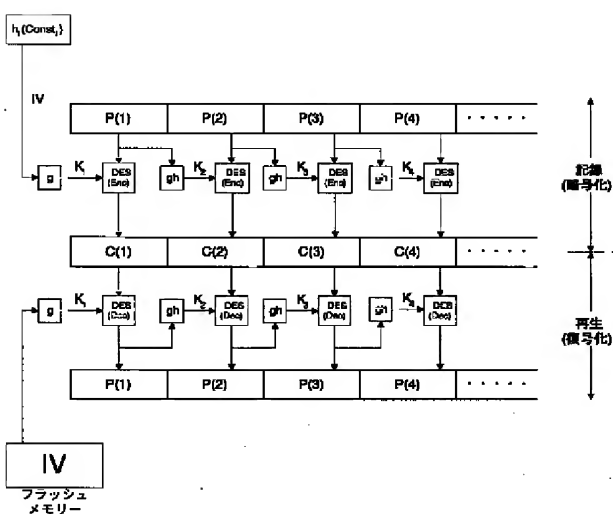 h_i(Const_i)
IV
P(1) P(2) P(3) P(4) · · · · ·
g K₁ DES (Enc) gh K₂ DES (Enc) gh K₃ DES (Enc) gh K₄ DES (Enc)
記録
(暗号化)
C(1) C(2) C(3) C(4) · · · · ·
g K₁ DES (Dec) gh K₂ DES (Dec) gh K₃ DES (Dec) gh K₄ DES (Dec)
再生
(復号化)
P(1) P(2) P(3) P(4) · · · · ·
IV
フラッシュ
メモリー